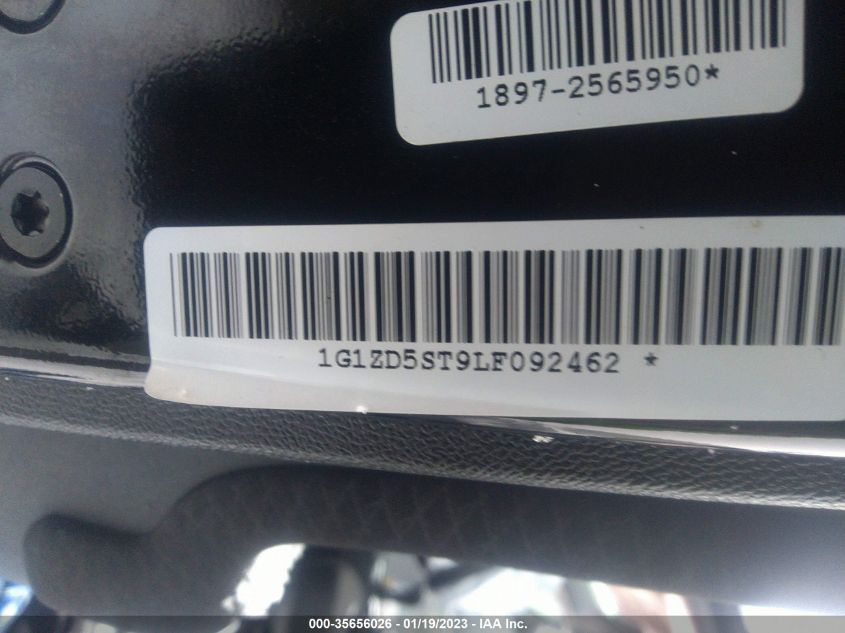 1897-2565950*
1G1ZD5ST9LF092462 *
000-35656026 - 01/19/2023 - IAA Inc.